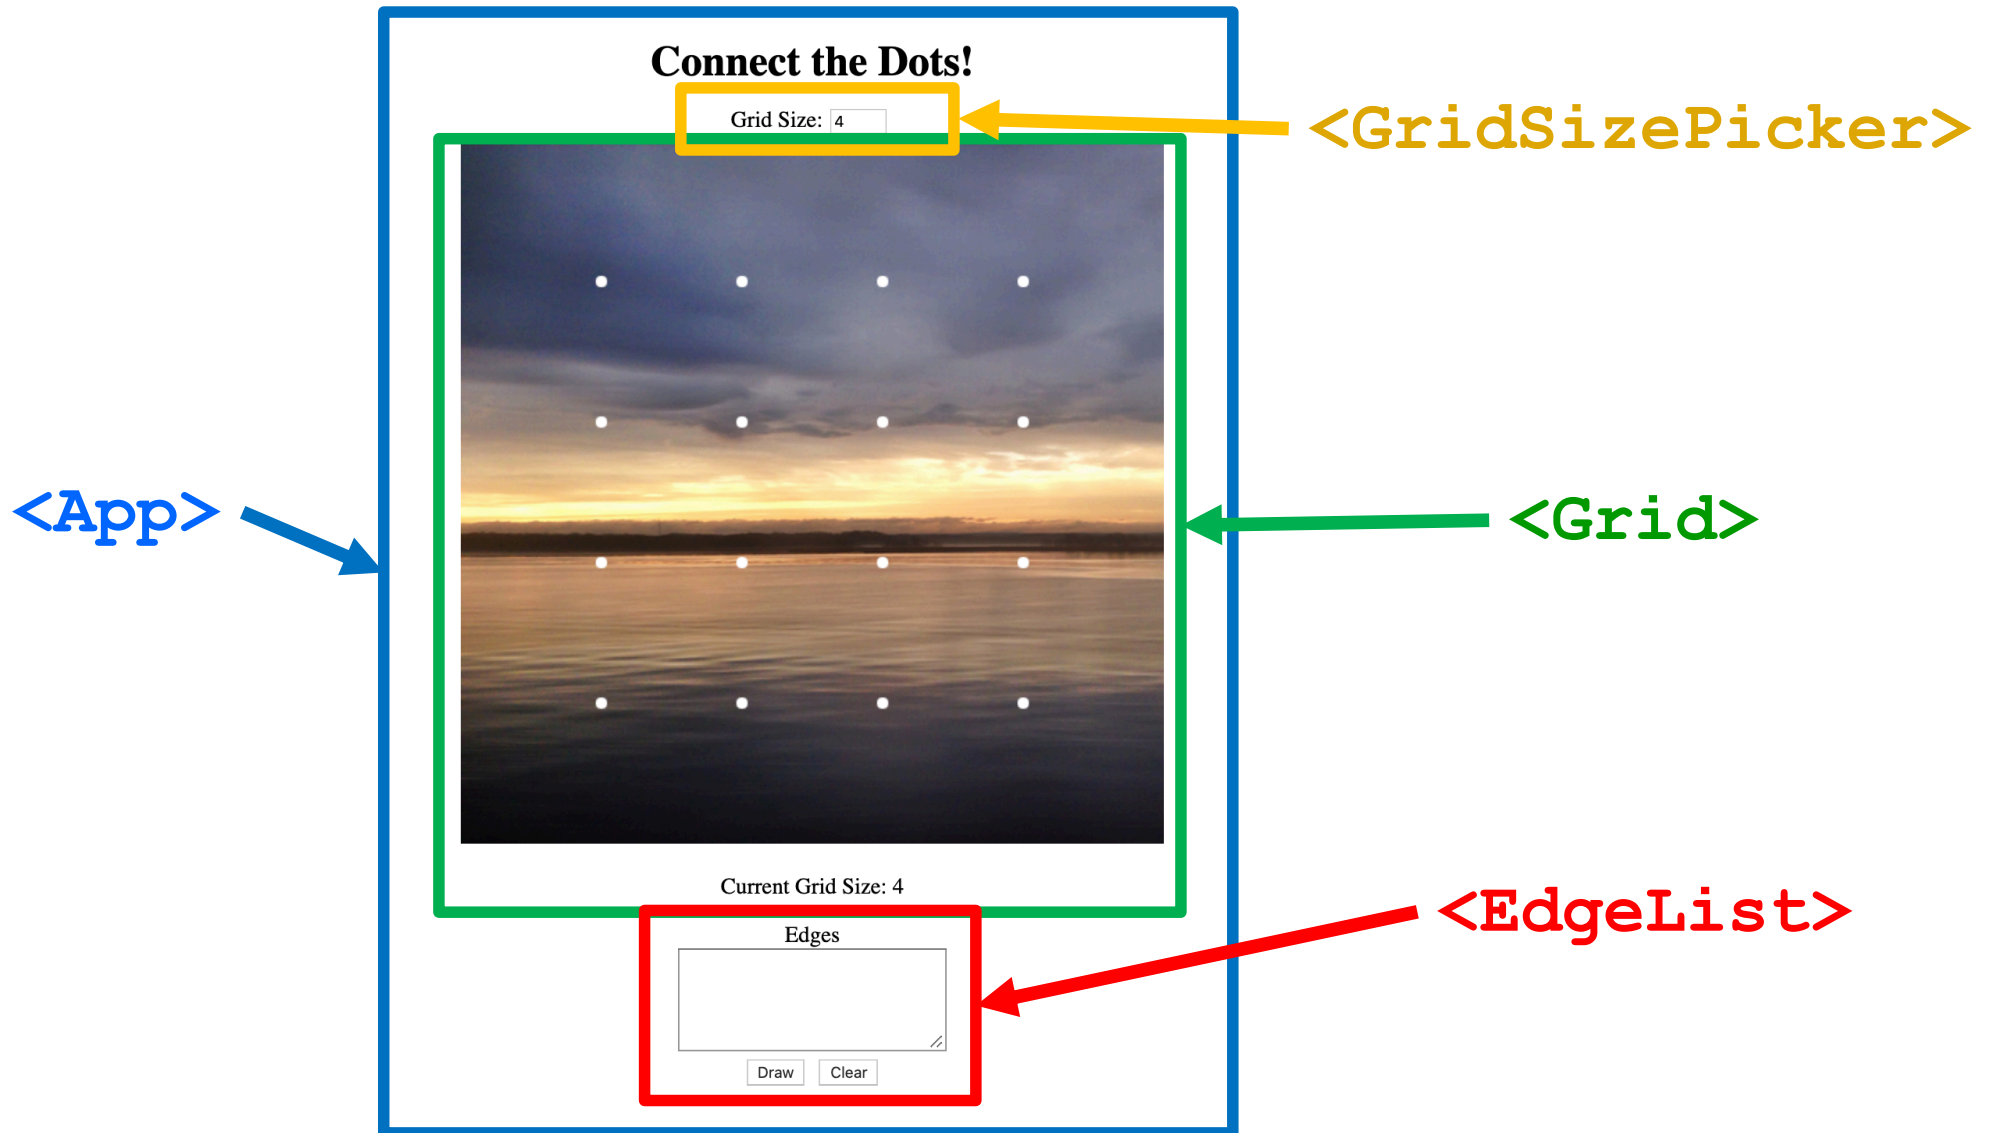 Connect the Dots!
Grid Size: 4
<GridSizePicker>
<App>
<Grid>
Current Grid Size: 4
<EdgeList>
Edges
Draw Clear